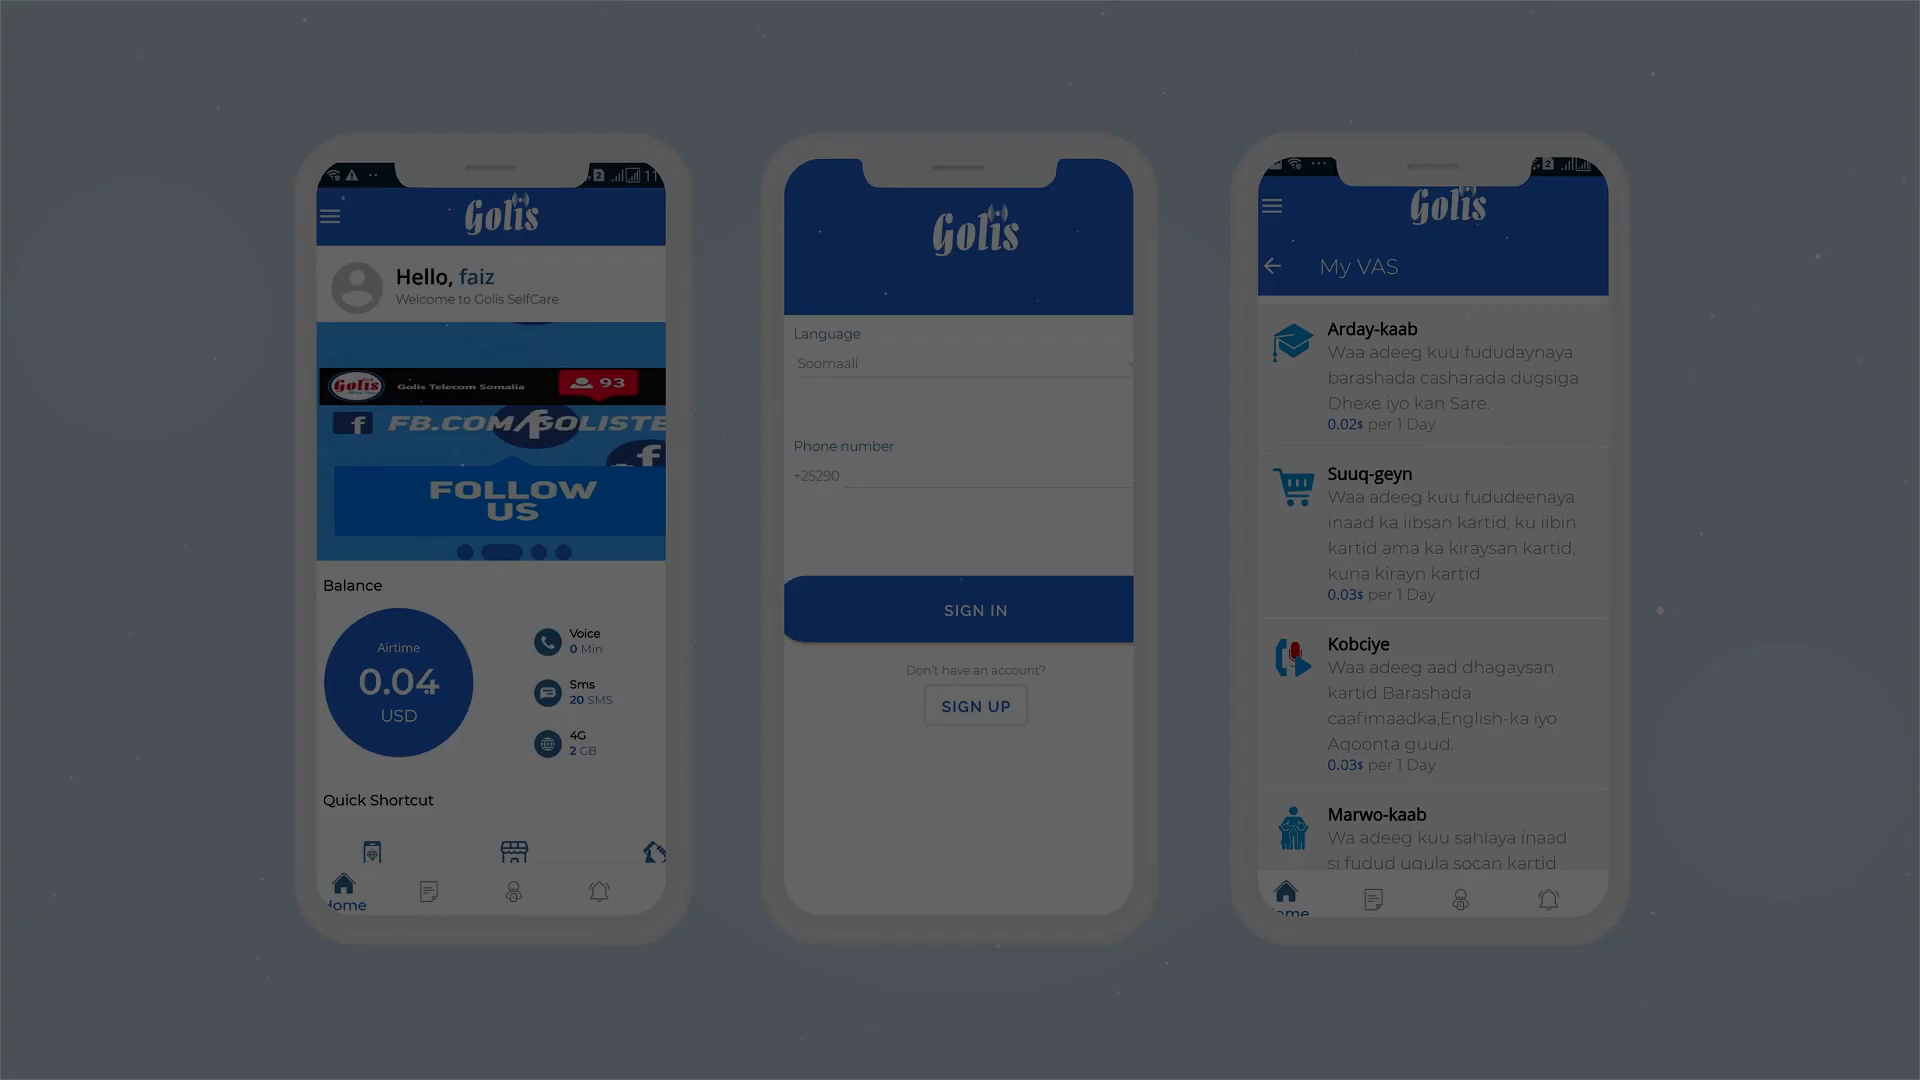 11
Golis
Hello, faiz
Welcome to Golis SelfCare
Golis
Golis Telecom Somalia
93
f
FB.COM/GOLISTE
f
f
FOLLOW
US
Balance
Airtime
0.04
USD
Voice
0 Min
Sms
20 SMS
4G
2 GB
Quick Shortcut
Home
Golis
Language
Soomaali
Phone number
+25290
SIGN IN
Don't have an account?
SIGN UP
2
Golis
My VAS
Arday-kaab
Waa adeeg kuu fududaynaya
barashada casharada dugsiga
Dhexe iyo kan Sare.
0.02$ per 1 Day
Suuq-geyn
Waa adeeg kuu fududeenaya
inaad ka iibsan kartid, ku iibin
kartid ama ka kiraysan kartid,
kuna kirayn kartid
0.03$ per 1 Day
Kobciye
Waa adeeg aad dhagaysan
kartid Barashada
caafimaadka,English-ka iyo
Aqoonta guud.
0.03$ per 1 Day
Marwo-kaab
Wa adeeg kuu sahlaya inaad
si fudud ugula socan kartid
ome